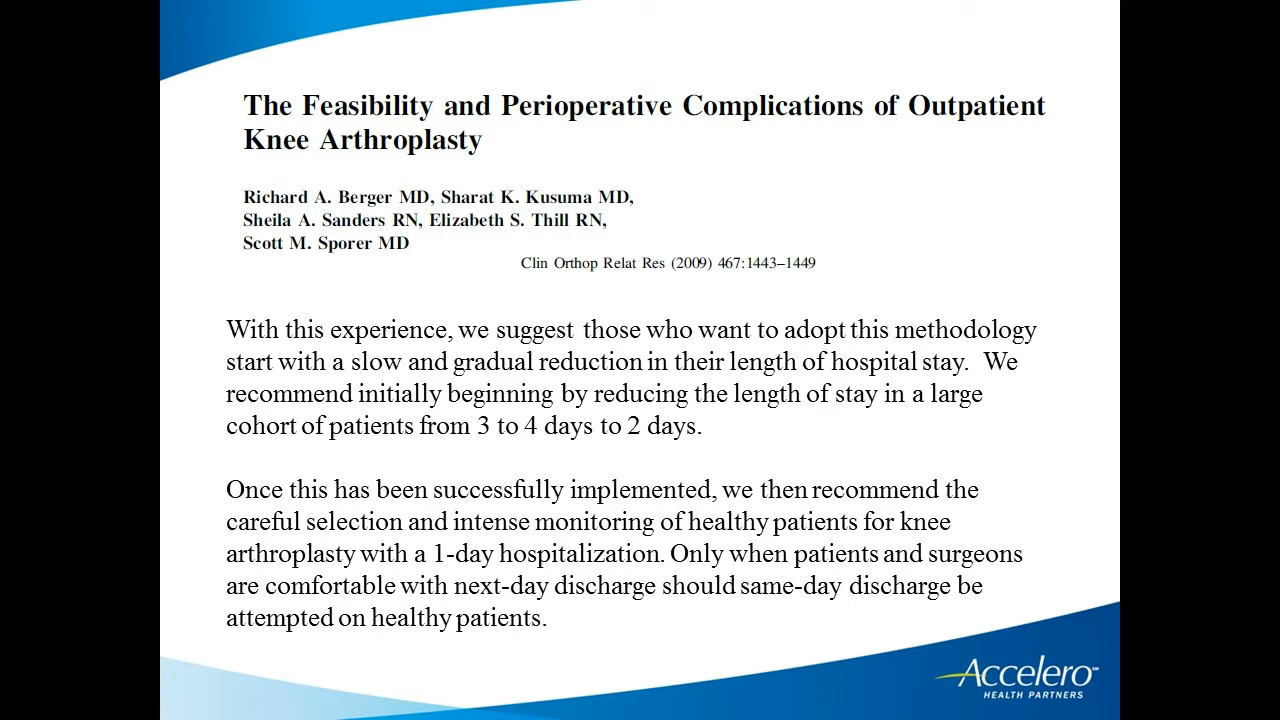 The Feasibility and Perioperative Complications of Outpatient
Knee Arthroplasty
Richard A. Berger MD, Sharat K. Kusuma MD,
Sheila A. Sanders RN, Elizabeth S. Thill RN,
Scott M. Sporer MD
Clin Orthop Relat Res (2009) 467:1443–1449
With this experience, we suggest those who want to adopt this methodology
start with a slow and gradual reduction in their length of hospital stay. We
recommend initially beginning by reducing the length of stay in a large
cohort of patients from 3 to 4 days to 2 days.
Once this has been successfully implemented, we then recommend the
careful selection and intense monitoring of healthy patients for knee
arthroplasty with a 1-day hospitalization. Only when patients and surgeons
are comfortable with next-day discharge should same-day discharge be
attempted on healthy patients.
Accelero™
HEALTH PARTNERS